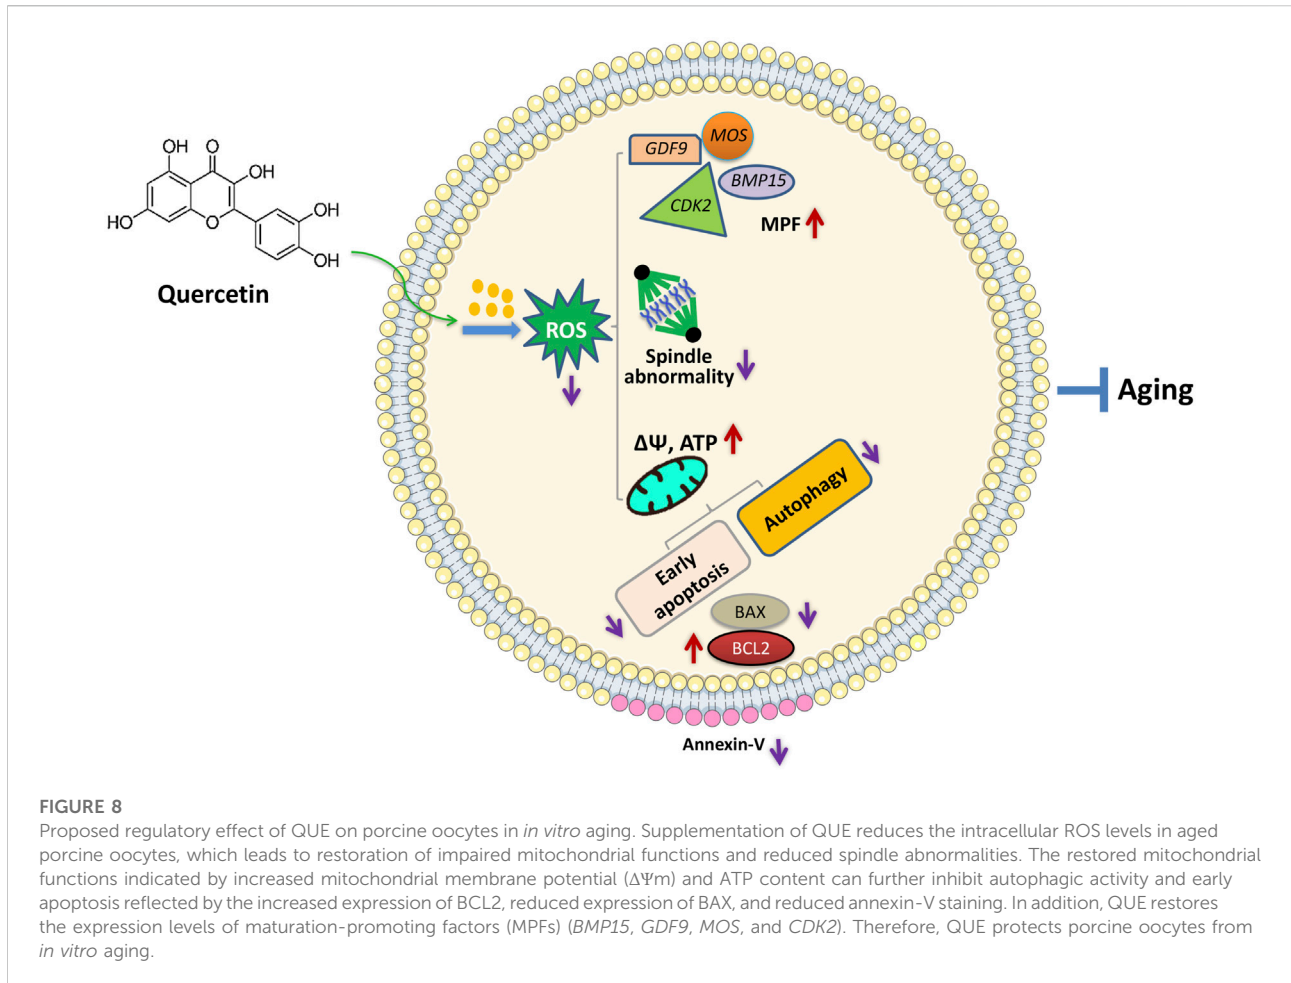 OH
O
OH
HO
O
OH
OH
Quercetin
ROS
GDF9
MOS
BMP15
CDK2
MPF
Spindle
abnormality
ΔΨ, ATP
Autophagy
Early
apoptosis
BAX
BCL2
Annexin-V
Aging
FIGURE 8
Proposed regulatory effect of QUE on porcine oocytes in in vitro aging. Supplementation of QUE reduces the intracellular ROS levels in aged
porcine oocytes, which leads to restoration of impaired mitochondrial functions and reduced spindle abnormalities. The restored mitochondrial
functions indicated by increased mitochondrial membrane potential (ΔΨm) and ATP content can further inhibit autophagic activity and early
apoptosis reflected by the increased expression of BCL2, reduced expression of BAX, and reduced annexin-V staining. In addition, QUE restores
the expression levels of maturation-promoting factors (MPFs) (BMP15, GDF9, MOS, and CDK2). Therefore, QUE protects porcine oocytes from
in vitro aging.